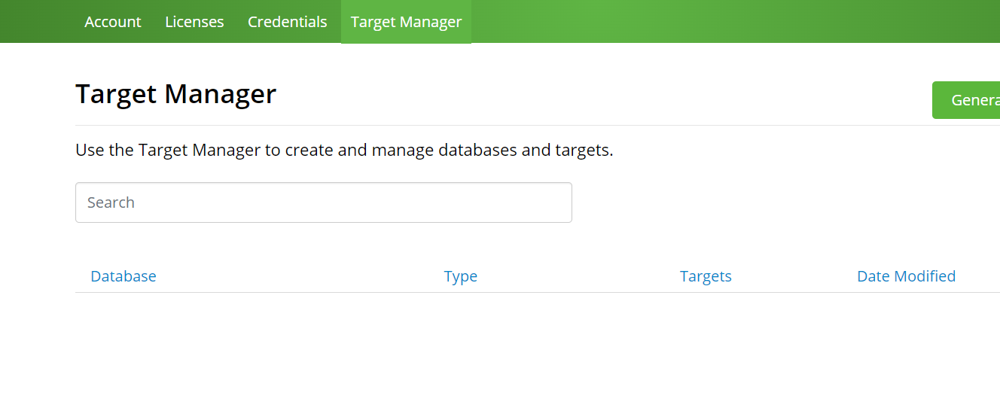 Account Licenses Credentials Target Manager
Target Manager
Genera
Use the Target Manager to create and manage databases and targets.
Search
Database Type Targets Date Modified